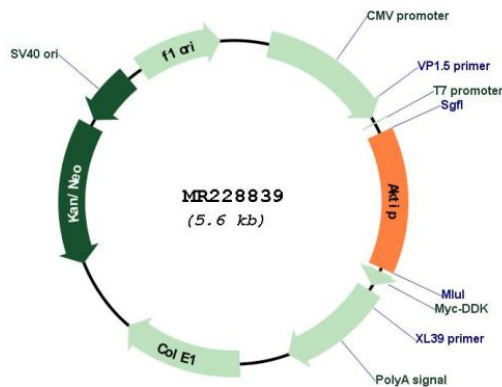 CMV promoter
VP1.5 primer
T7 promoter
SgfI
Aktip
MluI
Myc-DDK
XL39 primer
PolyA signal
Col E1
Kan/Neo
SV40 ori
f1 ori
MR228839
(5.6 kb)